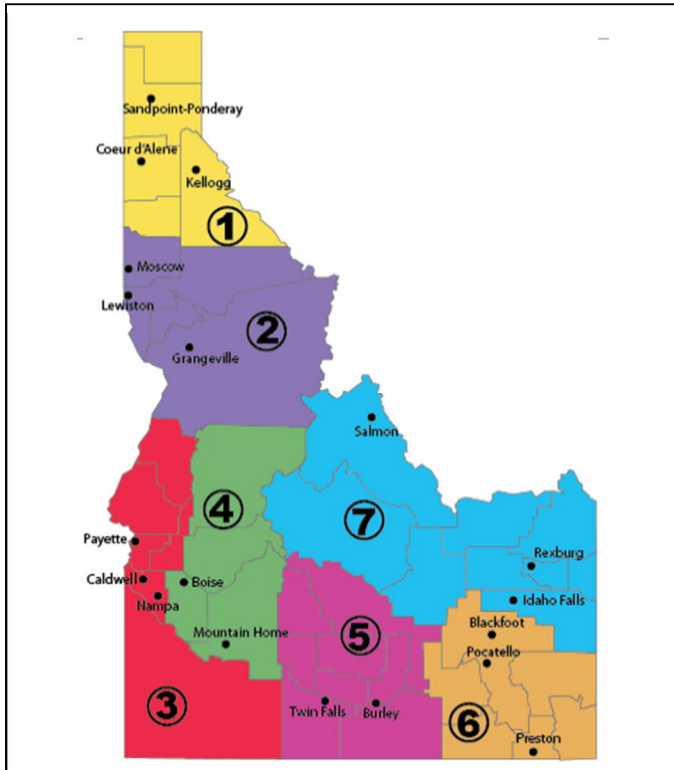 Sandpoint-Ponderay
Coeur d'Alene
Kellogg
1
Moscow
Lewiston
2
Grangeville
Salmon
4
7
Payette
Rexburg
Caldwell
Boise
Nampa
Idaho Falls
Blackfoot
Mountain Home
5
Pocatello
3
Twin Falls
Burley
6
Preston